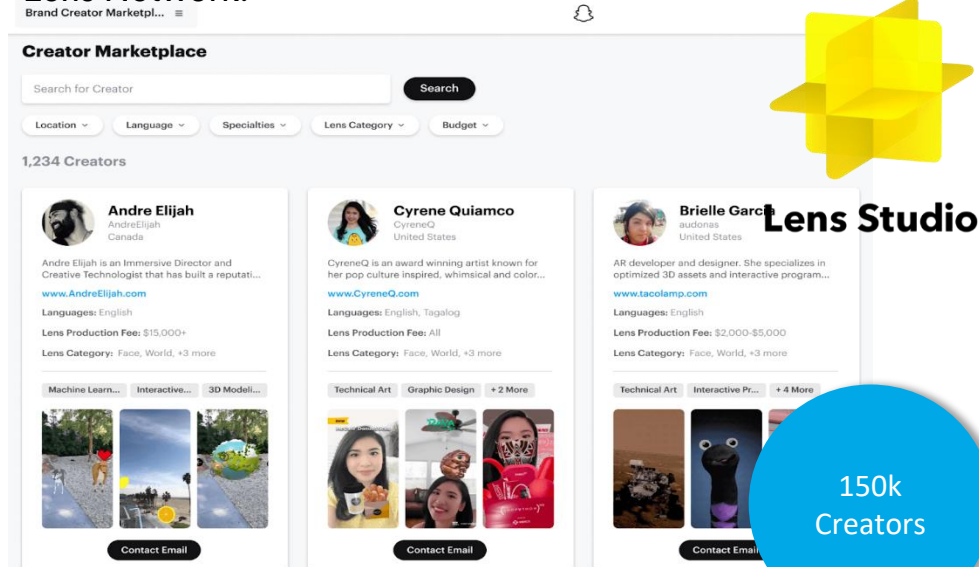 Lens Network.
Brand Creator Marketpl...
Creator Marketplace
Search for Creator
Search
Location
Language
Specialties
Lens Category
Budget
1,234 Creators
Andre Elijah
AndreElijah
Canada
Andre Elijah is an Immersive Director and
Creative Technologist that has built a reputati...
www.AndreElijah.com
Languages: English
Lens Production Fee: $15,000+
Lens Category: Face, World, +3 more
Machine Learn... Interactive... 3D Modeli...
Contact Email
Cyrene Quiamco
CyreneQ
United States
CyreneQ is an award winning artist known for
her pop culture inspired, whimsical and color...
www.CyreneQ.com
Languages: English, Tagalog
Lens Production Fee: All
Lens Category: Face, World, +3 more
Technical Art Graphic Design + 2 More
Contact Email
Brielle Garcia
audonas
United States
AR developer and designer. She specializes in
optimized 3D assets and interactive program...
www.tacolamp.com
Languages: English
Lens Production Fee: $2,000-$5,000
Lens Category: Face, World, +3 more
Technical Art Interactive Pr... + 4 More
Contact Email
Lens Studio
150k
Creators